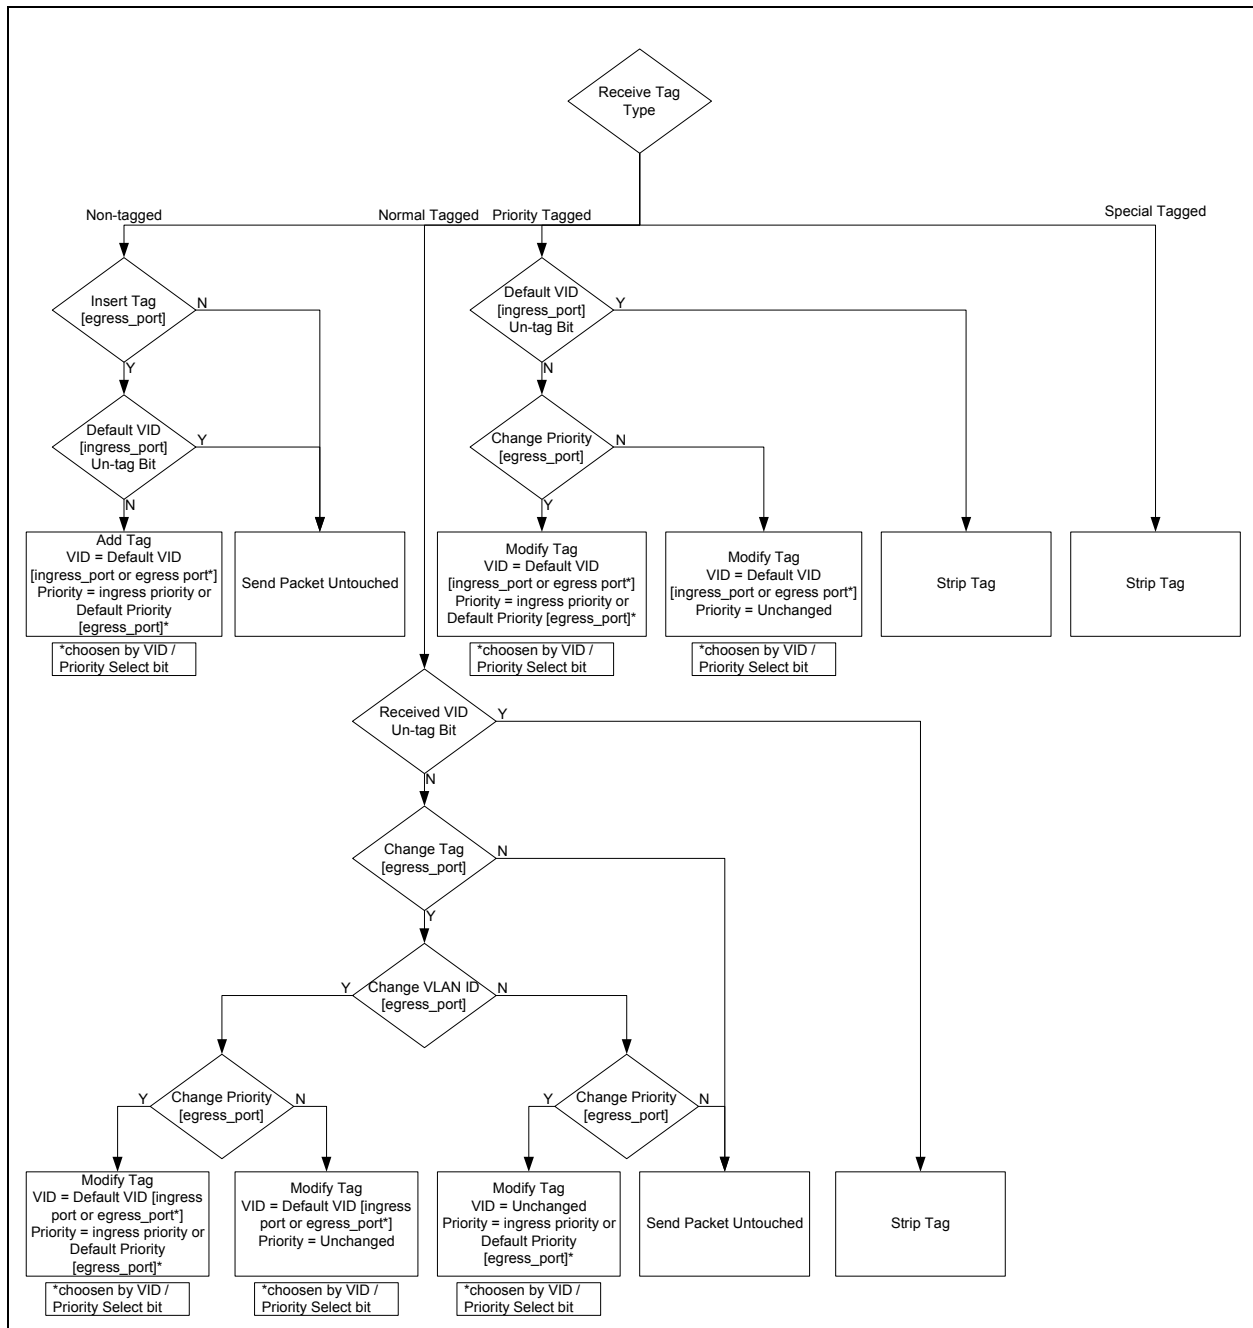 Receive Tag
Type
Non-tagged
Normal Tagged
Priority Tagged
Special Tagged
Insert Tag
[egress_port]
N
Y
Default VID
[ingress_port]
Un-tag Bit
Y
N
Default VID
[ingress_port]
Un-tag Bit
Y
N
Change Priority
[egress_port]
N
Y
Add Tag
VID = Default VID
[ingress_port or egress port*]
Priority = ingress priority or
Default Priority
[egress_port]*
Send Packet Untouched
Modify Tag
VID = Default VID
[ingress_port or egress port*]
Priority = ingress priority or
Default Priority [egress_port]*
Modify Tag
VID = Default VID
[ingress_port or egress port*]
Priority = Unchanged
Strip Tag
Strip Tag
*choosen by VID /
Priority Select bit
*choosen by VID /
Priority Select bit
*choosen by VID /
Priority Select bit
Received VID
Un-tag Bit
Y
N
Change Tag
[egress_port]
N
Y
Change VLAN ID
[egress_port]
Y
N
Change Priority
[egress_port]
Y
N
Change Priority
[egress_port]
Y
N
Modify Tag
VID = Default VID [ingress
port or egress_port*]
Priority = ingress priority or
Default Priority
[egress_port]*
Modify Tag
VID = Default VID [ingress
port or egress_port*]
Priority = Unchanged
Modify Tag
VID = Unchanged
Priority = ingress priority or
Default Priority
[egress_port]*
Send Packet Untouched
Strip Tag
*choosen by VID /
Priority Select bit
*choosen by VID /
Priority Select bit
*choosen by VID /
Priority Select bit